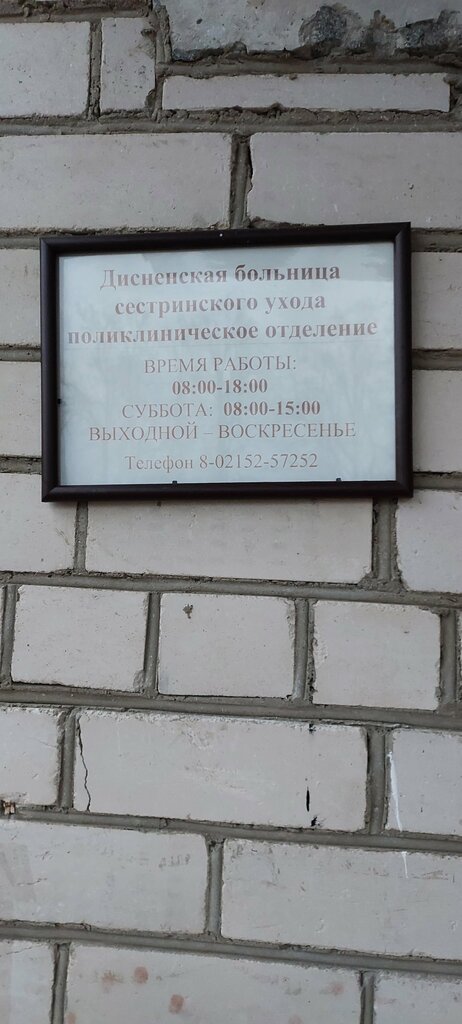 Дисненская больница
сестринского ухода
поликлиническое отделение
ВРЕМЯ РАБОТЫ:
08:00-18:00
СУББОТА: 08:00-15:00
ВЫХОДНОЙ – ВОСКРЕСЕНЬЕ
Телефон 8-02152-57252